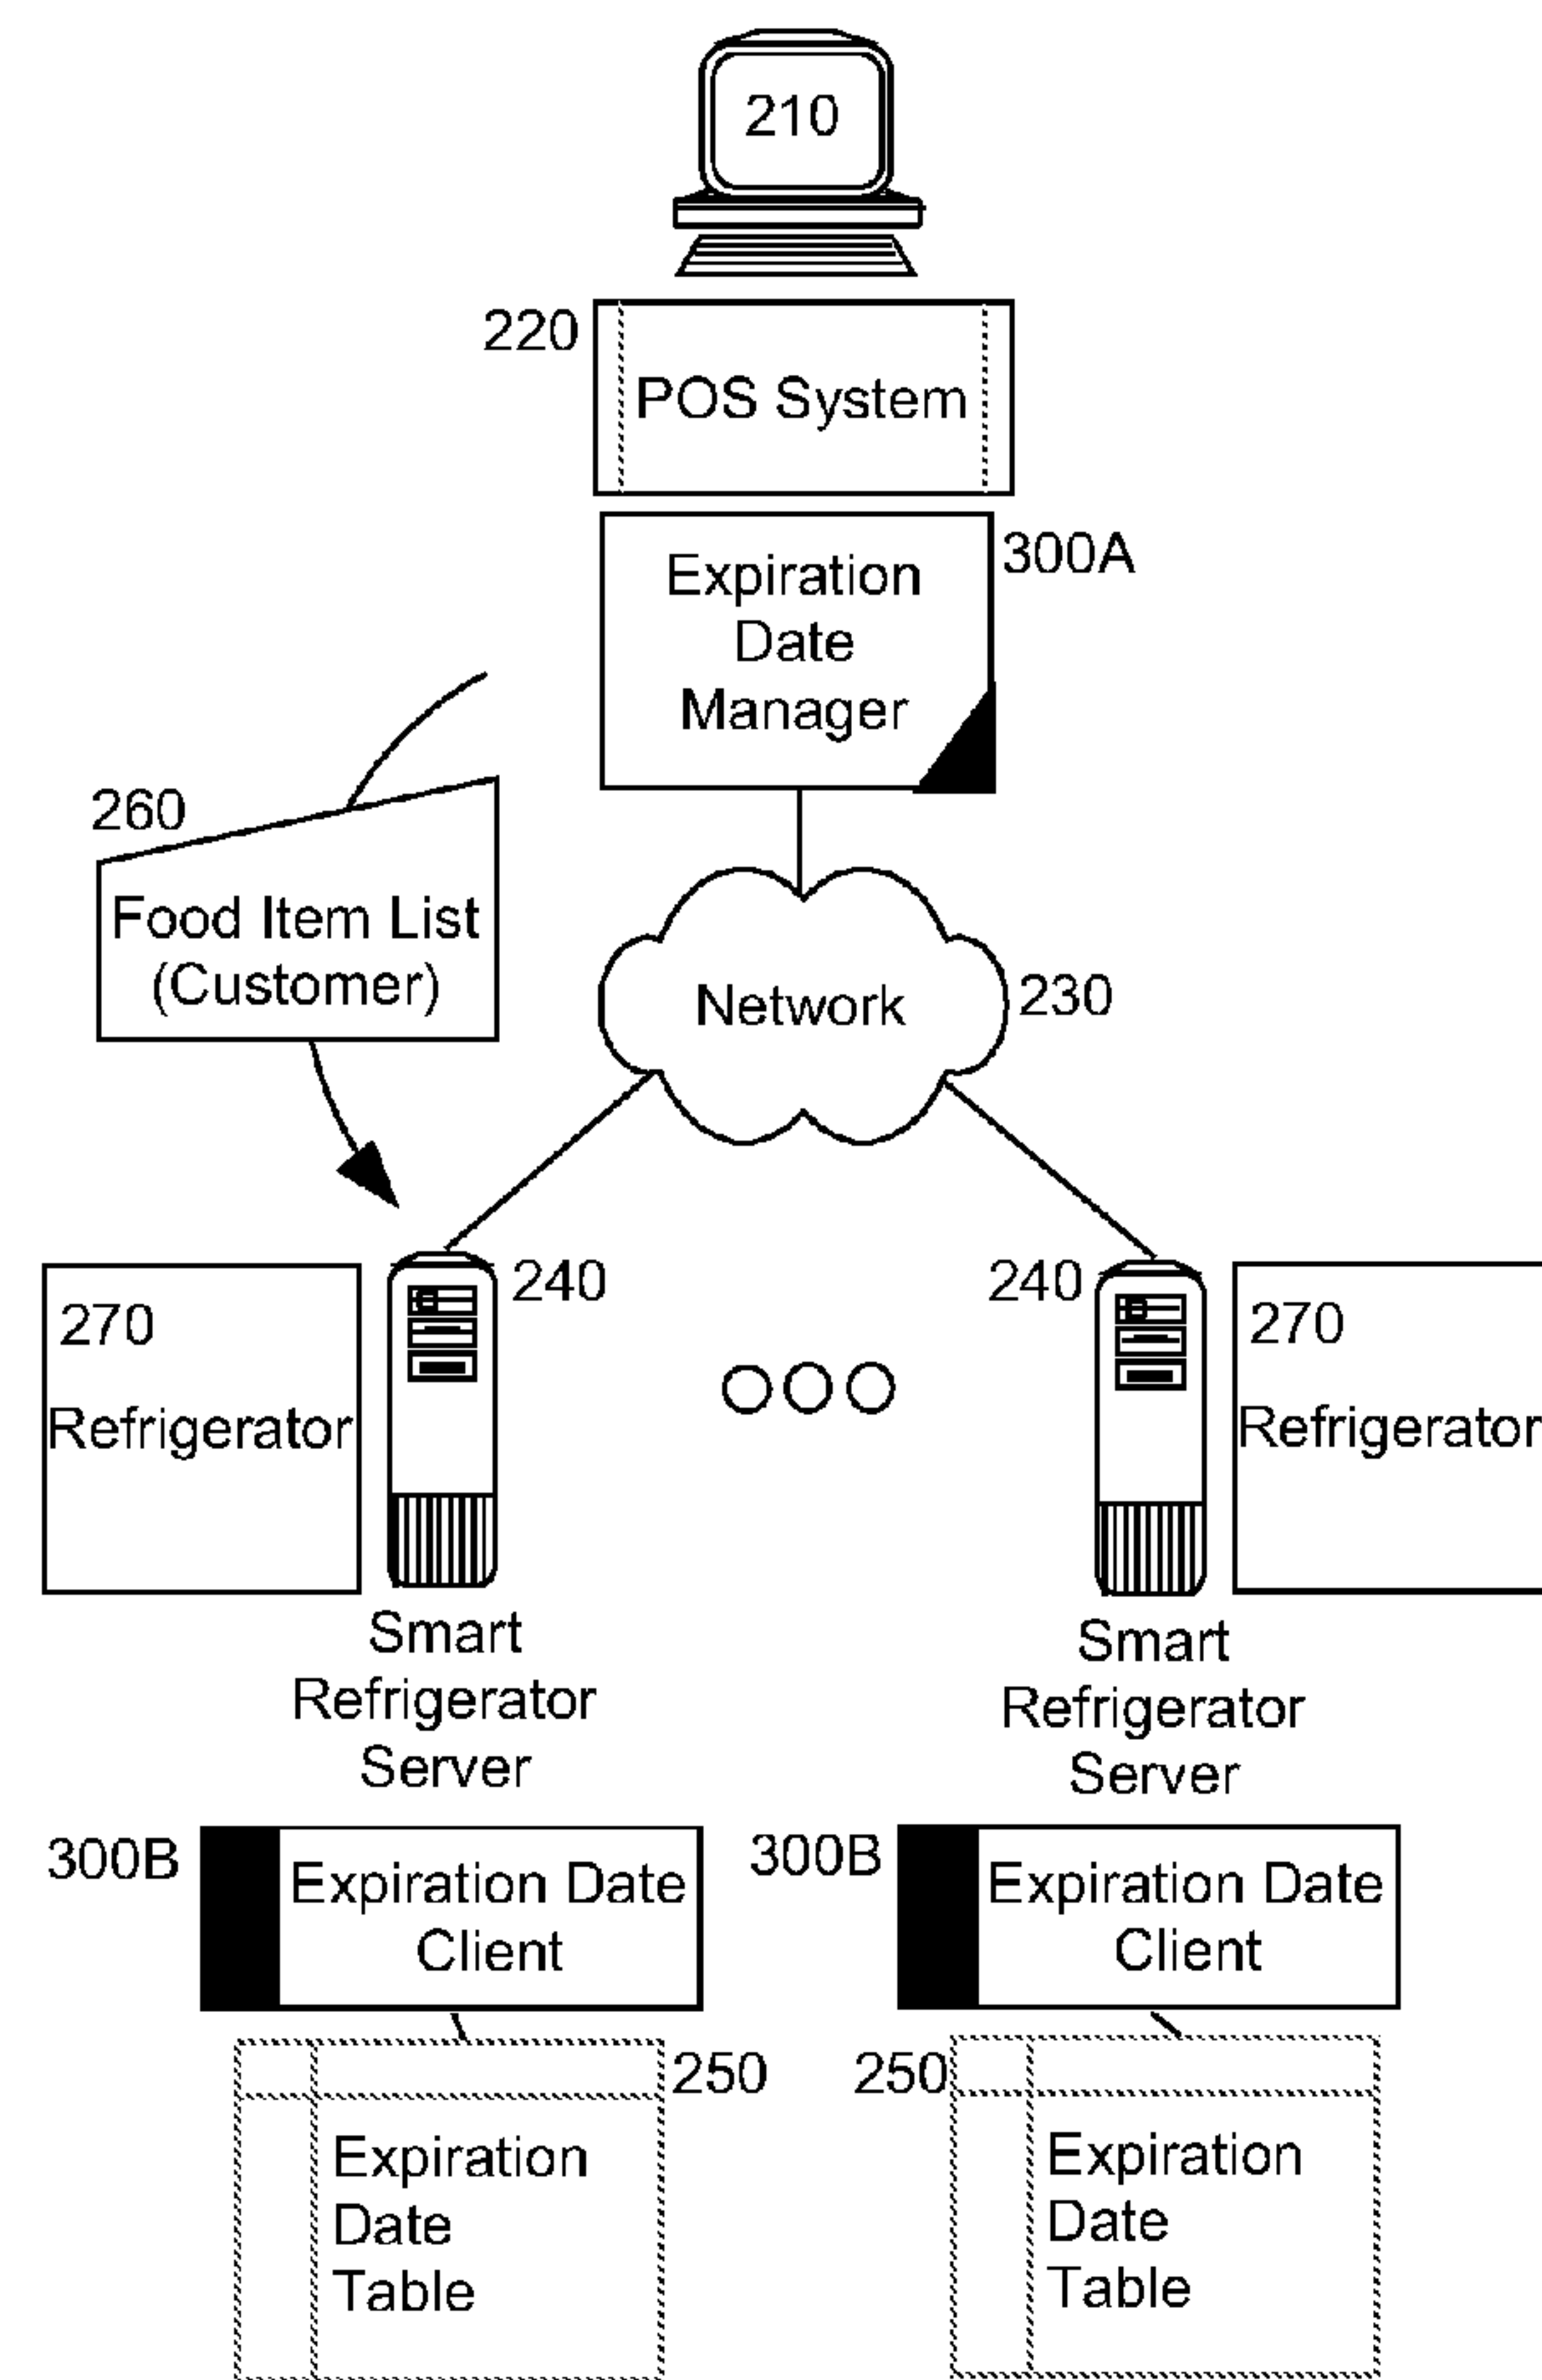 210
220
POS System
300A
Expiration
Date
Manager
260
Food Item List
(Customer)
Network
230
240
270
Refrigerator
240
270
Refrigerator
Smart
Refrigerator
Server
Smart
Refrigerator
Server
300B
Expiration Date
Client
300B
Expiration Date
Client
250
Expiration
Date
Table
250
Expiration
Date
Table